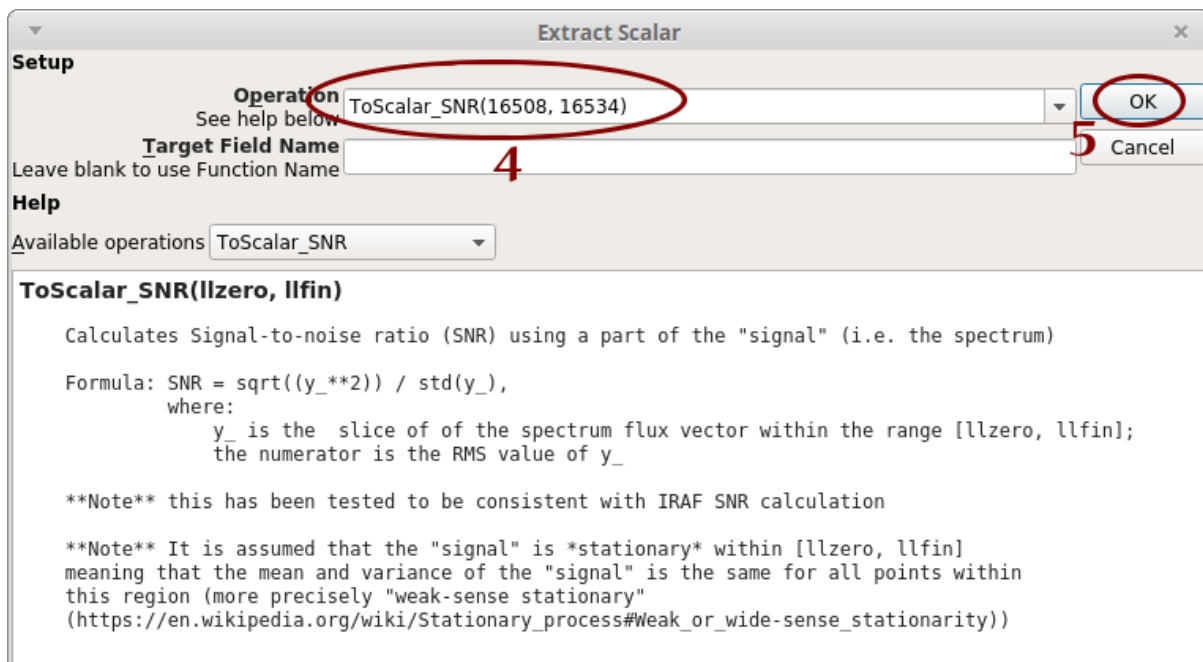 Extract Scalar
Setup
Operation ToScalar_SNR(16508, 16534) OK
See help below
Target Field Name 4 5 Cancel
Leave blank to use Function Name
Help
Available operations ToScalar_SNR
ToScalar_SNR(llzero, llfin)
Calculates Signal-to-noise ratio (SNR) using a part of the "signal" (i.e. the spectrum)
Formula: SNR = sqrt((y_**2)) / std(y_),
where:
y_ is the slice of of the spectrum flux vector within the range [llzero, llfin];
the numerator is the RMS value of y_
**Note** this has been tested to be consistent with IRAF SNR calculation
**Note** It is assumed that the "signal" is *stationary* within [llzero, llfin]
meaning that the mean and variance of the "signal" is the same for all points within
this region (more precisely "weak-sense stationary"
(https://en.wikipedia.org/wiki/Stationary_process#Weak_or_wide-sense_stationarity))